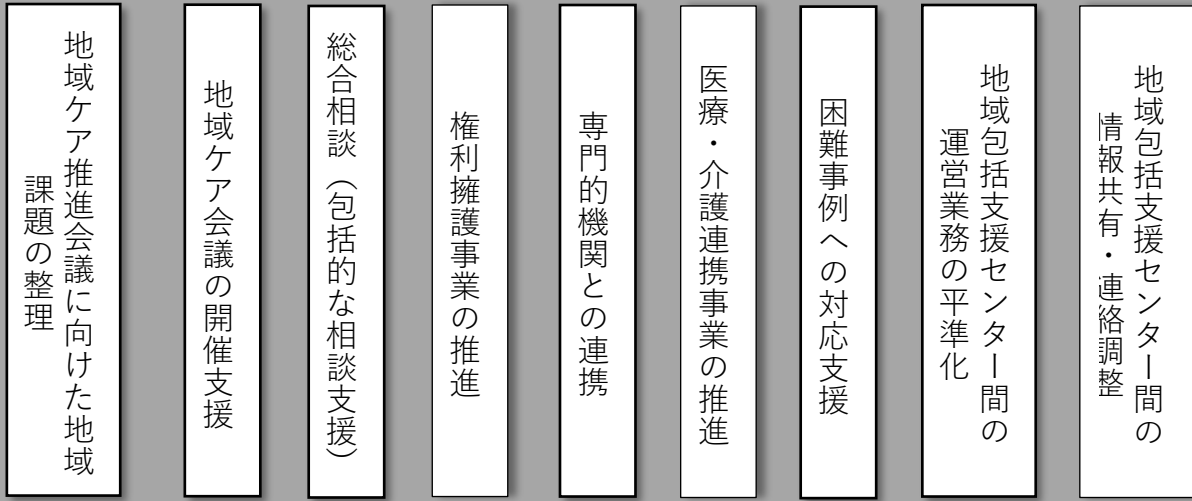 地域包括支援センター間の
情報共有・連絡調整
地域包括支援センター間の
運営業務の平準化
困難事例への対応支援
医療・介護連携事業の推進
専門的機関との連携
権利擁護事業の推進
総合相談（包括的な相談支援）
地域ケア会議の開催支援
地域ケア推進会議に向けた地域
課題の整理